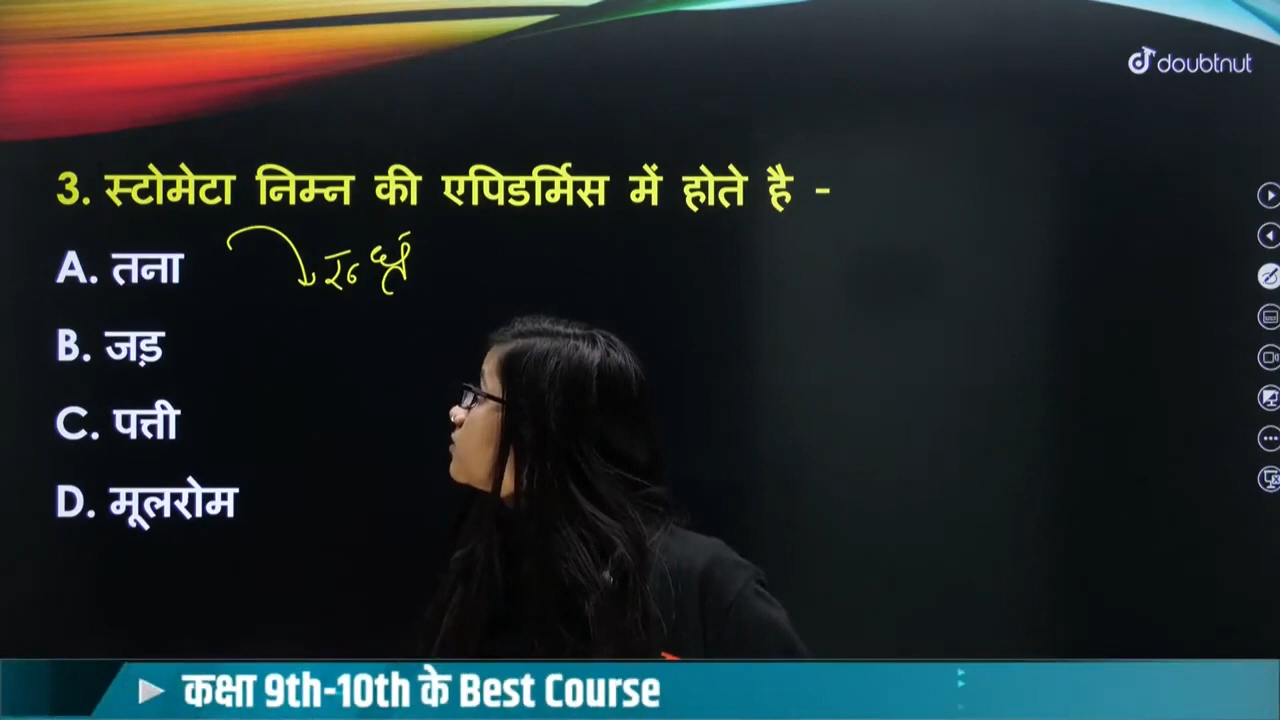 doubtnut
3. स्टोमेटा निम्न की एपिडर्मिस में होते है -
A. तना
B. जड़
C. पत्ती
D. मूलरोम
कक्षा 9th-10th के Best Course